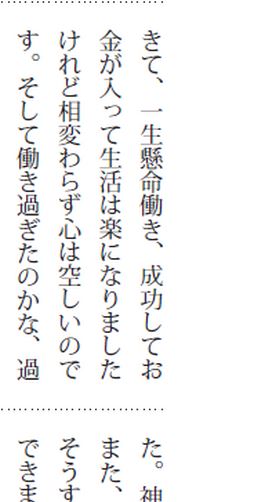 きて、一生懸命働き、成功してお
金が入って生活は楽になりました
けれど相変わらず心は空しいので
す。そして働き過ぎたのかな、過
た。神
また、
そうす
できま